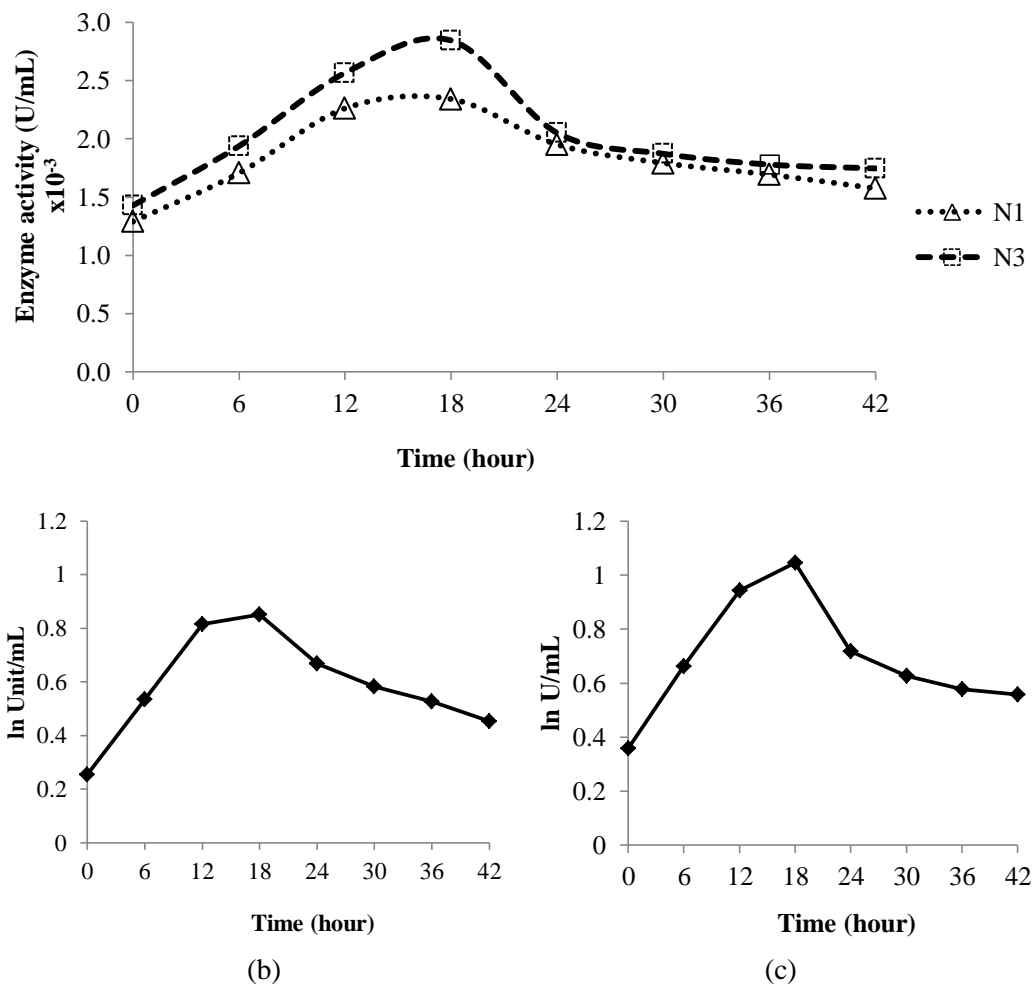 Enzyme activity (U/mL)
x10-3
3.0
2.5
2.0
1.5
1.0
0.5
0.0
0 6 12 18 24 30 36 42
Time (hour)
N1
N3
ln Unit/mL
1.2
1
0.8
0.6
0.4
0.2
0
0 6 12 18 24 30 36 42
Time (hour)
(b)
ln U/mL
1.2
1
0.8
0.6
0.4
0.2
0
0 6 12 18 24 30 36 42
Time (hour)
(c)